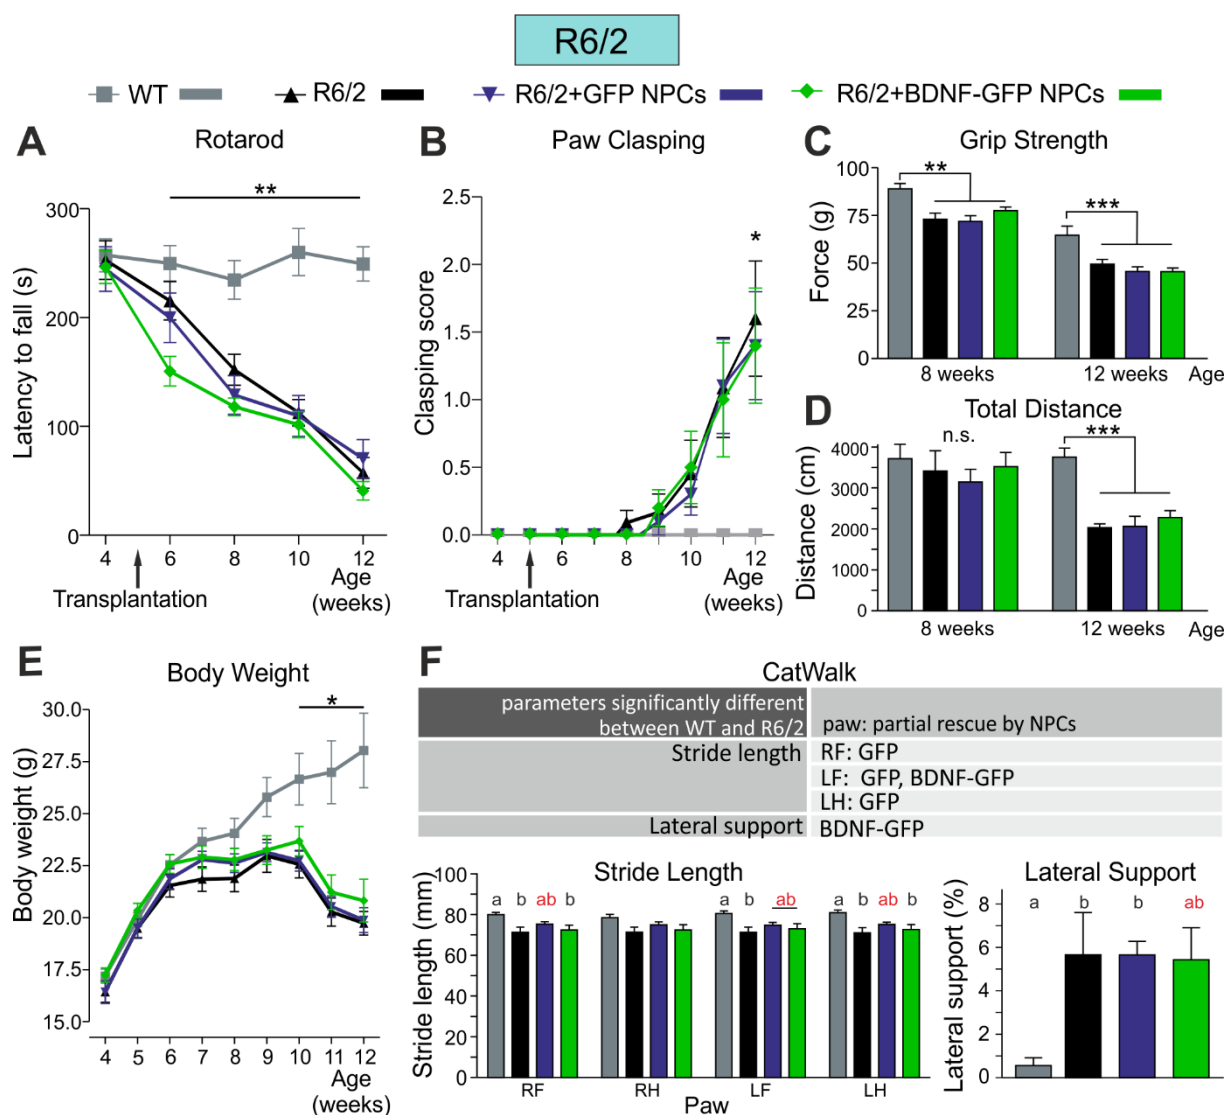 R6/2
WT
R6/2
R6/2+GFP NPCs
R6/2+BDNF-GFP NPCs
A
Rotarod
**
Latency to fall (s)
300
200
100
0
4 6 8 10 12
Transplantation
Age
(weeks)
B
Paw Clasping
*
Clasping score
2.5
2.0
1.5
1.0
0.5
0.0
4 5 6 7 8 9 10 11 12
Transplantation
Age
(weeks)
C
Grip Strength
Force (g)
100
75
50
25
0
**
***
8 weeks
12 weeks
Age
D
Total Distance
Distance (cm)
4000
3000
2000
1000
0
n.s.
***
8 weeks
12 weeks
Age
E
Body Weight
*
Body weight (g)
30.0
27.5
25.0
22.5
20.0
17.5
15.0
4 5 6 7 8 9 10 11 12
Age
(weeks)
F
CatWalk
parameters significantly different
between WT and R6/2
paw: partial rescue by NPCs
Stride length
RF: GFP
LF: GFP, BDNF-GFP
LH: GFP
Lateral support
BDNF-GFP
Stride Length
Stride length (mm)
100
80
60
40
20
0
a b ab b
a b ab
a b ab b
RF
RH
LF
LH
Paw
Lateral Support
Lateral support (%)
8
6
4
2
0
a b b ab